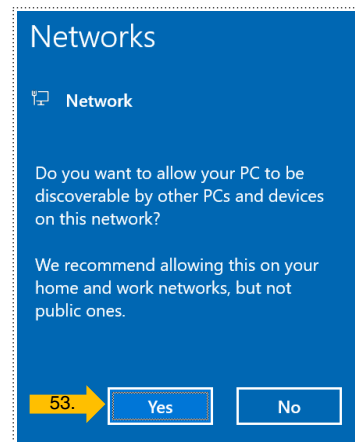 Networks
Network
Do you want to allow your PC to be
discoverable by other PCs and devices
on this network?
We recommend allowing this on your
home and work networks, but not
public ones.
53. Yes No